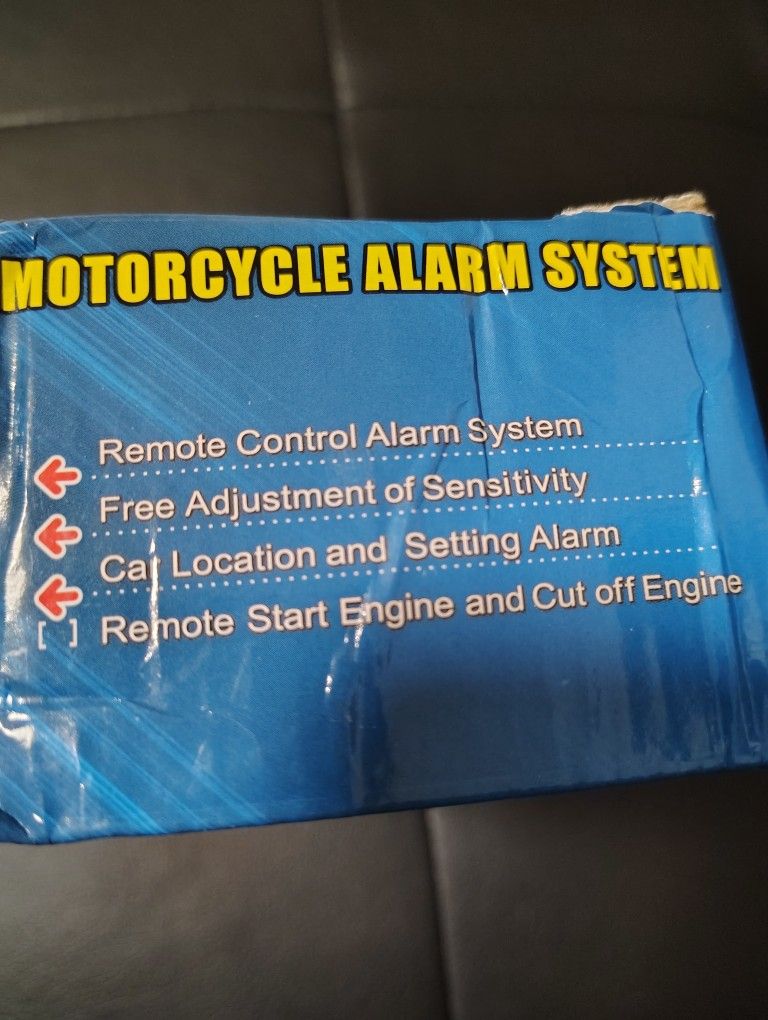 MOTORCYCLE ALARM SYSTEM
Remote Control Alarm System
Free Adjustment of Sensitivity
Car Location and Setting Alarm
[ ] Remote Start Engine and Cut off Engine